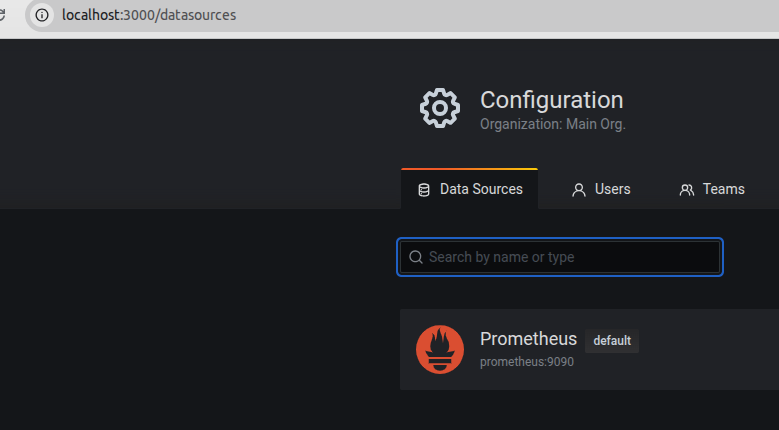 localhost:3000/datasources
Configuration
Organization: Main Org.
Data Sources Users Teams
Search by name or type
Prometheus default
prometheus:9090